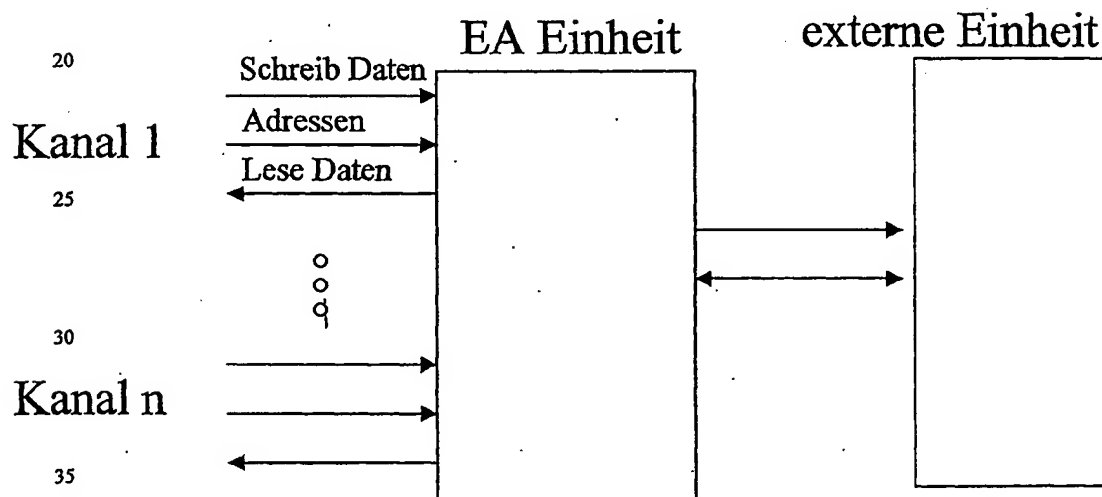 EA Einheit
externe Einheit
20
Schreib Daten
Adressen
Kanal 1
Lese Daten
25
30
Kanal n
35